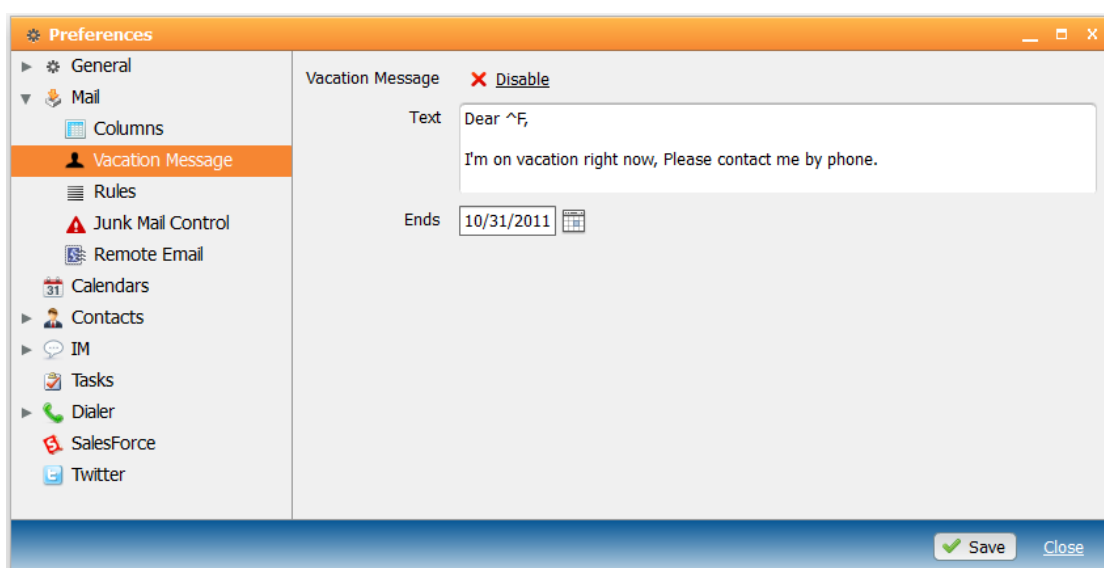 Preferences
General
Mail
Columns
Vacation Message
Rules
Junk Mail Control
Remote Email
31 Calendars
Contacts
IM
Tasks
Dialer
SalesForce
Twitter
Vacation Message Disable
Text
Dear ^F,
I'm on vacation right now, Please contact me by phone.
Ends 10/31/2011
Save Close